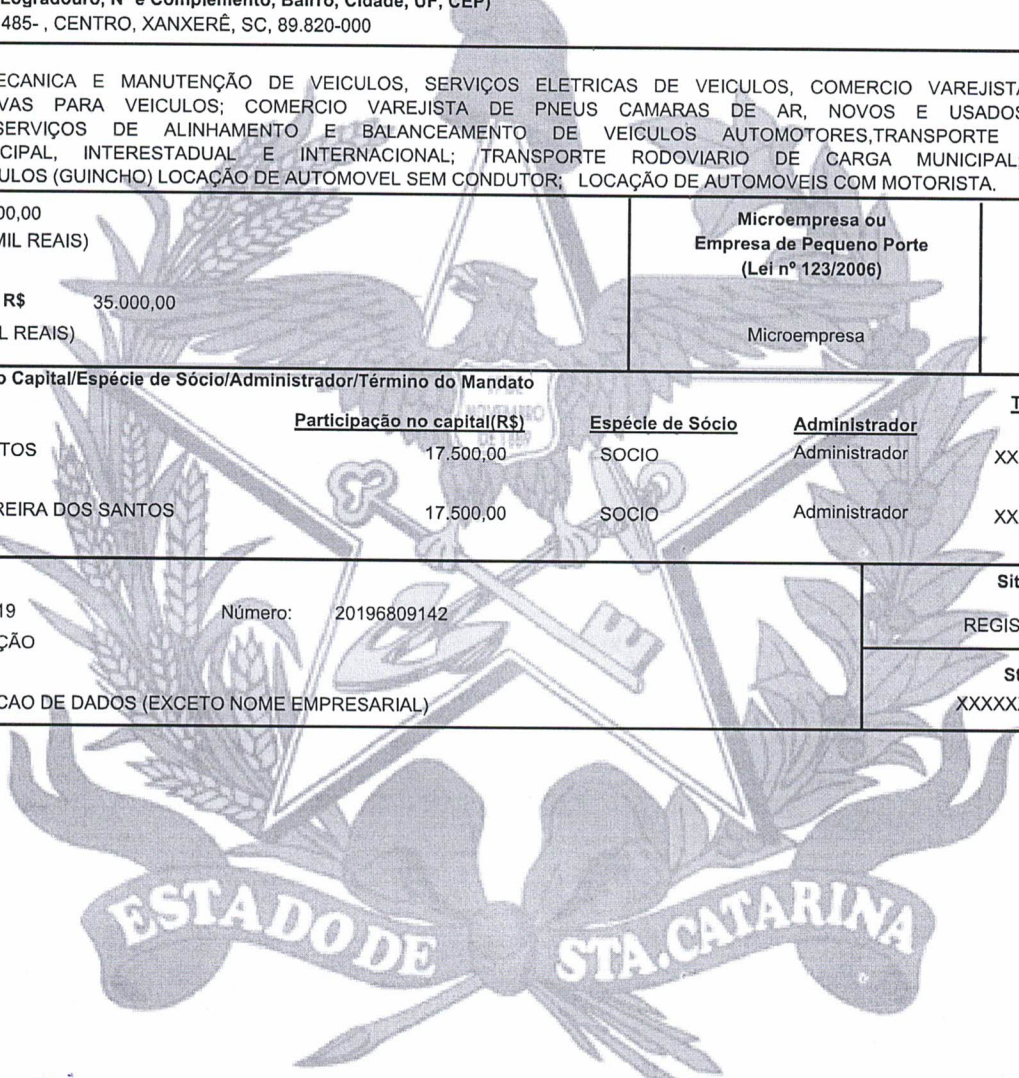 Logradouro, Nº e Complemento, Bairro, Cidade, UF, CEP)
485- , CENTRO, XANXERÊ, SC, 89.820-000
ECANICA E MANUTENÇÃO DE VEICULOS, SERVIÇOS ELETRICAS DE VEICULOS, COMERCIO VAREJISTA
VAS PARA VEICULOS; COMERCIO VAREJISTA DE PNEUS CAMARAS DE AR, NOVOS E USADOS
SERVIÇOS DE ALINHAMENTO E BALANCEAMENTO DE VEICULOS AUTOMOTORES,TRANSPORTE
CIPAL, INTERESTADUAL E INTERNACIONAL; TRANSPORTE RODOVIARIO DE CARGA MUNICIPAL;
ULOS (GUINCHO) LOCAÇÃO DE AUTOMOVEL SEM CONDUTOR; LOCAÇÃO DE AUTOMOVEIS COM MOTORISTA.
00,00
MIL REAIS)
R$ 35.000,00
L REAIS)
Microempresa ou
Empresa de Pequeno Porte
(Lei nº 123/2006)
Microempresa
o Capital/Espécie de Sócio/Administrador/Término do Mandato
Participação no capital(R$) Espécie de Sócio Administrador T
TOS 17.500,00 SOCIO Administrador XX
REIRA DOS SANTOS 17.500,00 SOCIO Administrador XX
19 Número: 20196809142
ÇÃO
CAO DE DADOS (EXCETO NOME EMPRESARIAL)
Sit
REGIS
St
XXXXX
NOVEMBRO
DE 1889
ESTADO DE STA.CATARINA